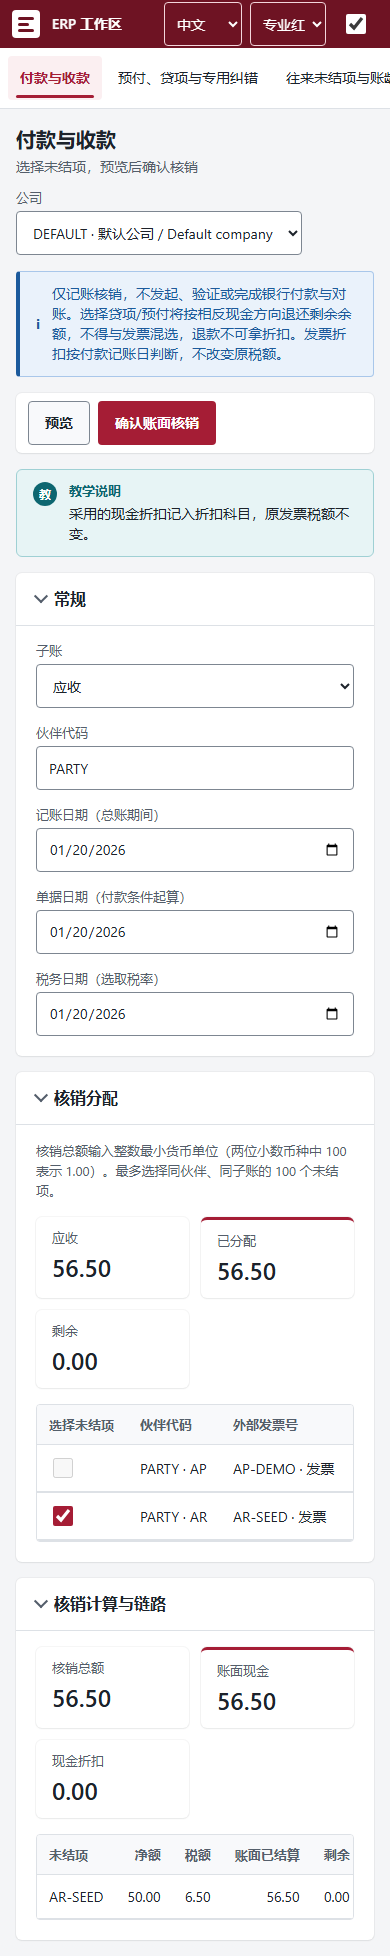 ERP 工作区
中文
专业红
付款与收款
预付、贷项与专用纠错
往来未结项与账
付款与收款
选择未结项，预览后确认核销
公司
DEFAULT · 默认公司 / Default company
仅记账核销，不发起、验证或完成银行付款与对
账。选择贷项/预付将按相反现金方向退还剩余余
额，不得与发票混选，退款不可拿折扣。发票折
扣按付款记账日判断，不改变原税额。
预览
确认账面核销
教
教学说明
采用的现金折扣记入折扣科目，原发票税额不
变。
常规
子账
应收
伙伴代码
PARTY
记账日期（总账期间）
01/20/2026
单据日期（付款条件起算）
01/20/2026
税务日期（选取税率）
01/20/2026
核销分配
核销总额输入整数最小货币单位（两位小数币种中 100
表示 1.00）。最多选择同伙伴、同子账的 100 个未结
项。
应收
56.50
已分配
56.50
剩余
0.00
选择未结项 伙伴代码 外部发票号
PARTY · AP AP-DEMO · 发票
PARTY · AR AR-SEED · 发票
核销计算与链路
核销总额
56.50
账面现金
56.50
现金折扣
0.00
未结项 净额 税额 账面已结算 剩余
AR-SEED 50.00 6.50 56.50 0.00